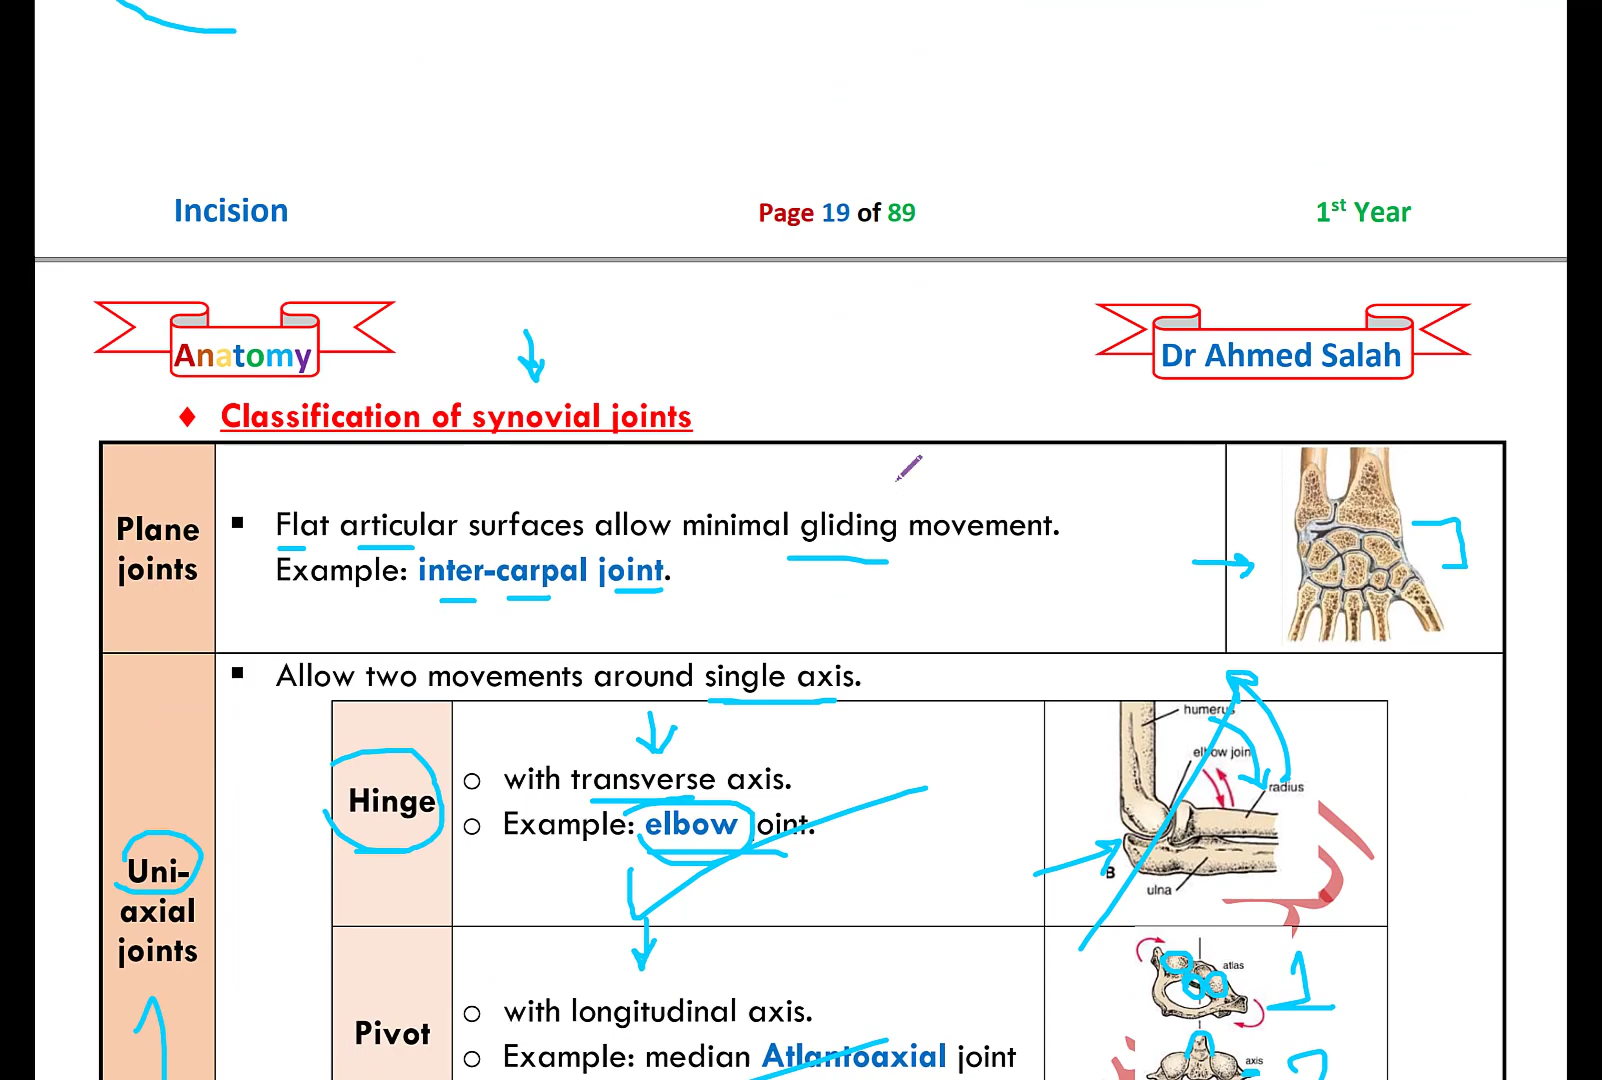 Incision
Page 19 of 89
1st Year
Anatomy
Dr Ahmed Salah
Classification of synovial joints
Plane joints
Flat articular surfaces allow minimal gliding movement.
Example: inter-carpal joint.
Uni-axial joints
Allow two movements around single axis.
Hinge
with transverse axis.
Example: elbow joint.
humerus
elbow join
radius
B
ulna
Pivot
with longitudinal axis.
Example: median Atlantoaxial joint
atlas
1
axis